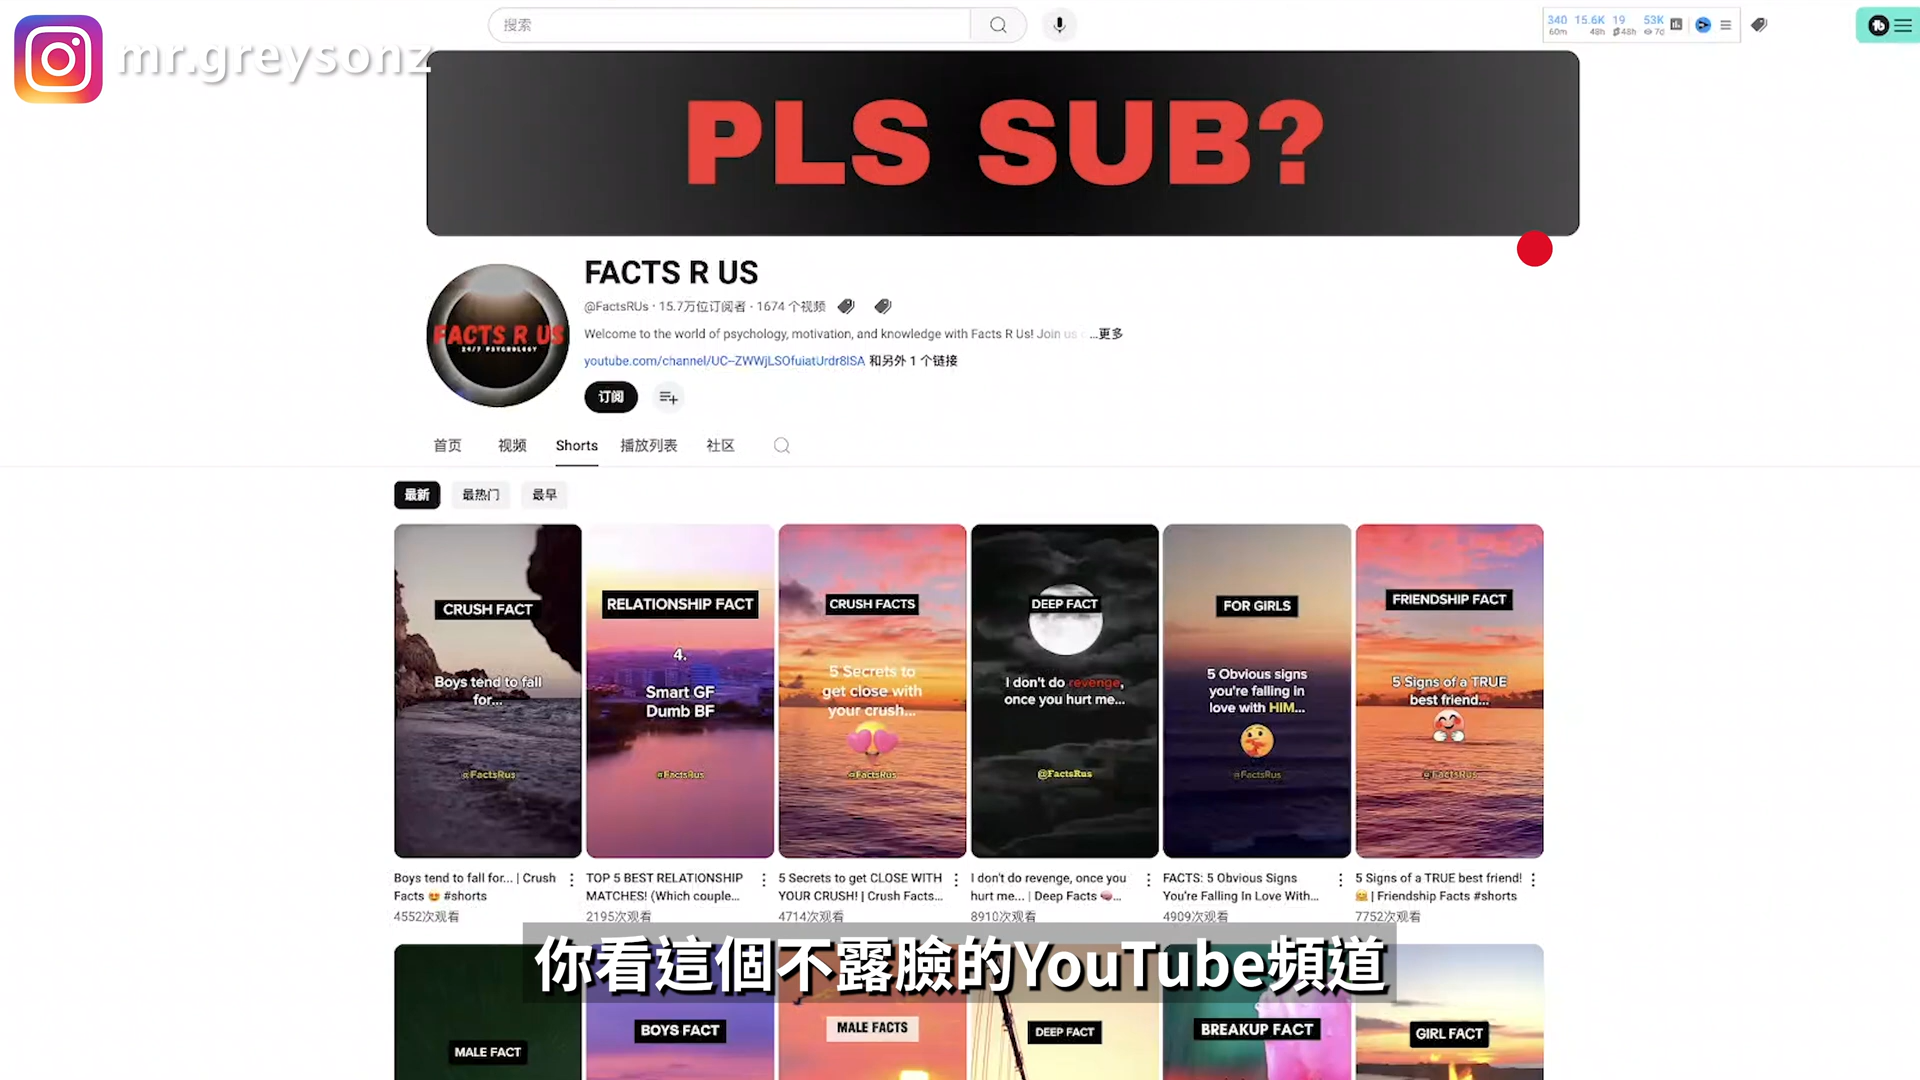 mr.greysonz
搜索
340 15.6K 19 53K
60m 48h 48h 7d
PLS SUB?
FACTS R US
24/7 PSYCHOLOGY
FACTS R US
@FactsRUs · 15.7万位订阅者 · 1674 个视频
Welcome to the world of psychology, motivation, and knowledge with Facts R Us! Join us ...更多
youtube.com/channel/UC--ZWWjLSOfuiatUrdr8lSA 和另外 1 个链接
订阅
首页 视频 Shorts 播放列表 社区
最新 最热门 最早
CRUSH FACT
Boys tend to fall
for...
@FactsRus
RELATIONSHIP FACT
4.
Smart GF
Dumb BF
@FactsRus
CRUSH FACTS
5 Secrets to
get close with
your crush...
@FactsRus
DEEP FACT
I don't do revenge,
once you hurt me...
@FactsRus
FOR GIRLS
5 Obvious signs
you're falling in
love with HIM...
@FactsRus
FRIENDSHIP FACT
5 Signs of a TRUE
best friend...
@FactsRus
Boys tend to fall for... | Crush
Facts 😍 #shorts
4552次观看
TOP 5 BEST RELATIONSHIP
MATCHES! (Which couple...
2195次观看
5 Secrets to get CLOSE WITH
YOUR CRUSH! | Crush Facts...
4714次观看
I don't do revenge, once you
hurt me... | Deep Facts 🧠...
8910次观看
FACTS: 5 Obvious Signs
You're Falling In Love With...
4909次观看
5 Signs of a TRUE best friend!
🤗 | Friendship Facts #shorts
7752次观看
你看這個不露臉的YouTube頻道
MALE FACT
BOYS FACT
MALE FACTS
DEEP FACT
BREAKUP FACT
GIRL FACT